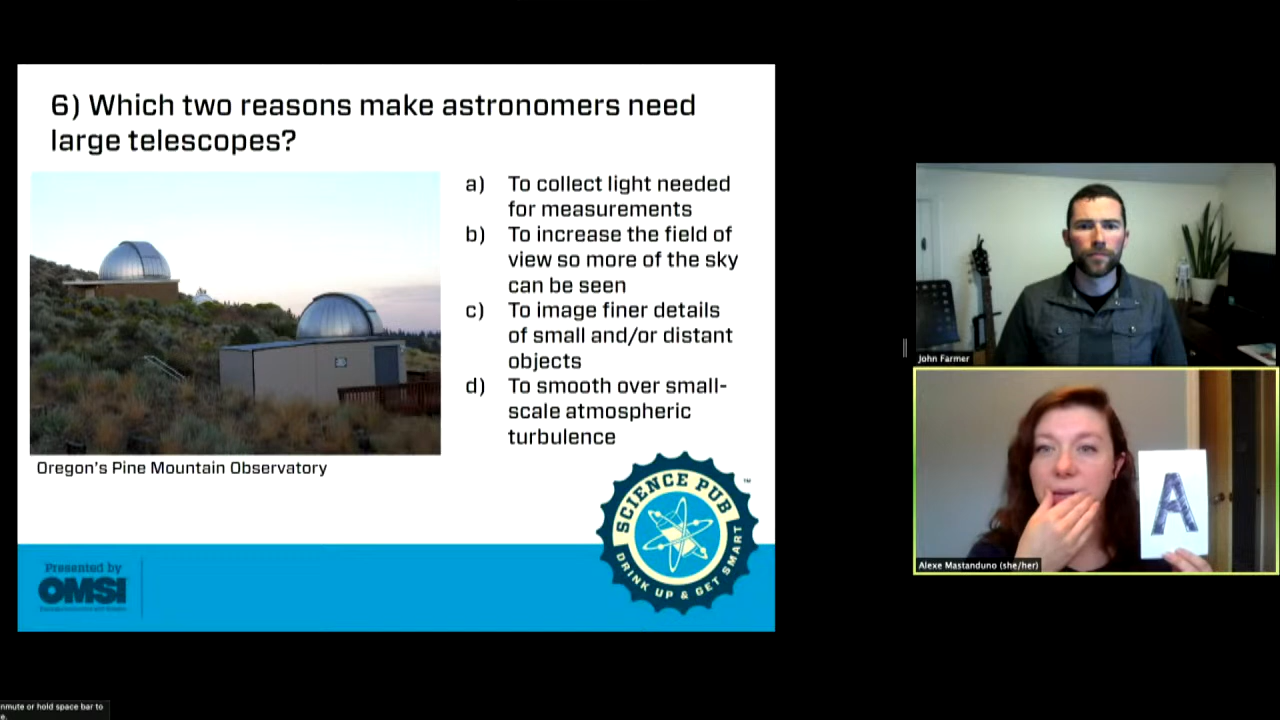 6) Which two reasons make astronomers need
large telescopes?
a) To collect light needed
for measurements
b) To increase the field of
view so more of the sky
can be seen
c) To image finer details
of small and/or distant
objects
d) To smooth over small-
scale atmospheric
turbulence
Oregon's Pine Mountain Observatory
SCIENCE PUB
DRINK UP & GET SMART
™
Presented by
OMSI
John Farmer
A
Alexe Mastanduno (she/her)
nmute or hold space bar to
e.